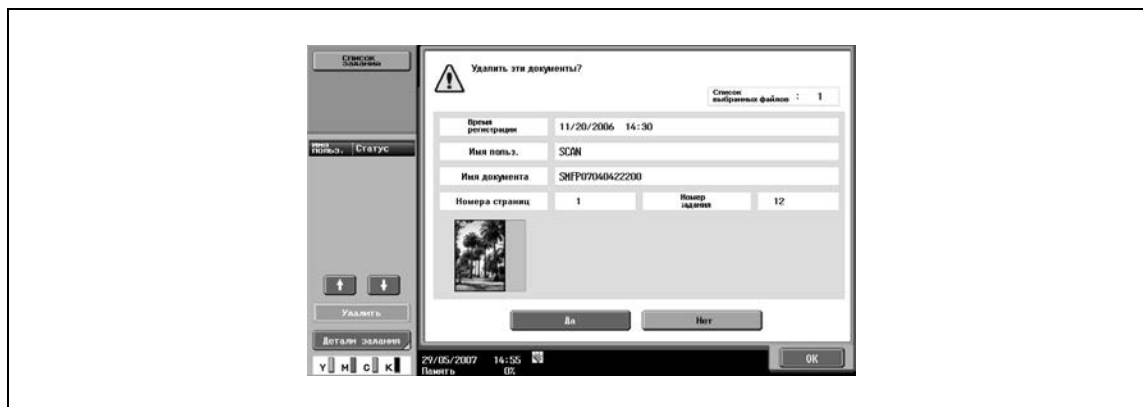 Список
задания
Имя
польз.
Статус
Удалить
Детали задания
Y M C K
Удалить эти документы?
Список
выбранных файлов : 1
Время
регистрации
11/20/2006 14:30
Имя польз.
SCAN
Имя документа
SMFP07040422200
Номера страниц
1
Номер
задания
12
Да
Нет
29/05/2007 14:55
Память 0%
OK